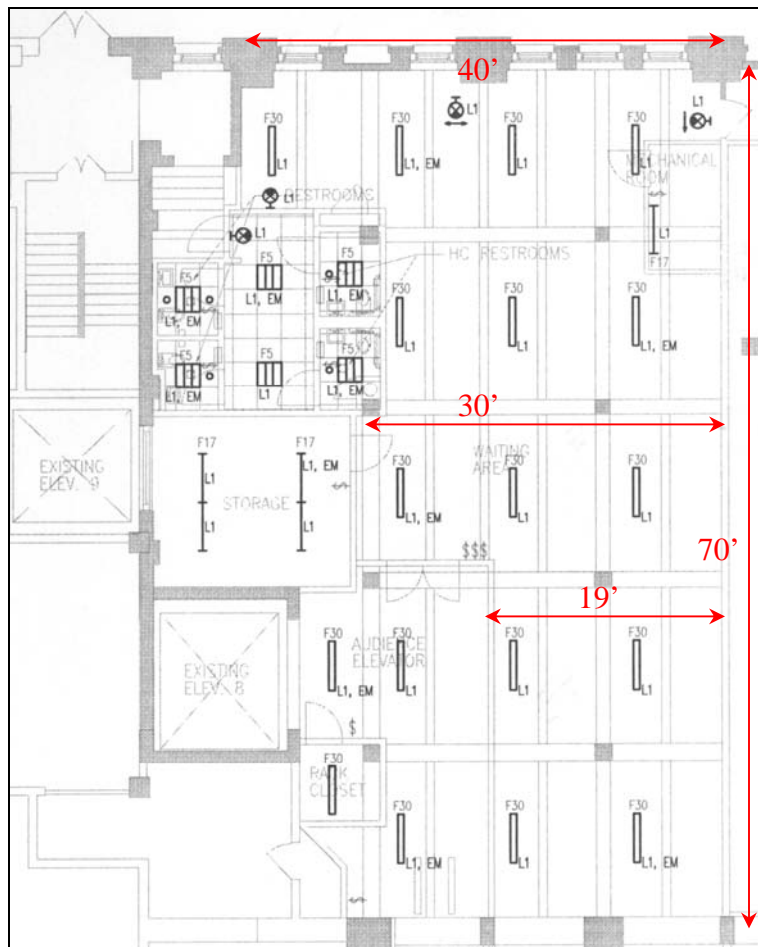 40'
L1
L1
F30
F30
F30
F30
L1
L1, EM
L1
L1
MECHANICAL
ROOM
RESTROOMS
L1
L1
L1
F17
HC RESTROOMS
F5
F5
F5
L1, EM
L1, EM
L1, EM
F30
F30
F30
L1
L1
L1, EM
F5
F5
F5
L1, EM
L1
L1, EM
30'
F17
F17
EXISTING
ELEV. 9
L1
L1, EM
STORAGE
L1
L1
WAITING
AREA
F30
F30
F30
L1, EM
L1
L1
$$$
70'
19'
F30
F30
F30
F30
AUDIENCE
ELEVATOR
EXISTING
ELEV. 8
L1, EM
L1
L1
L1
$
F30
RACK
CLOSET
F30
F30
F30
L1, EM
L1
L1, EM